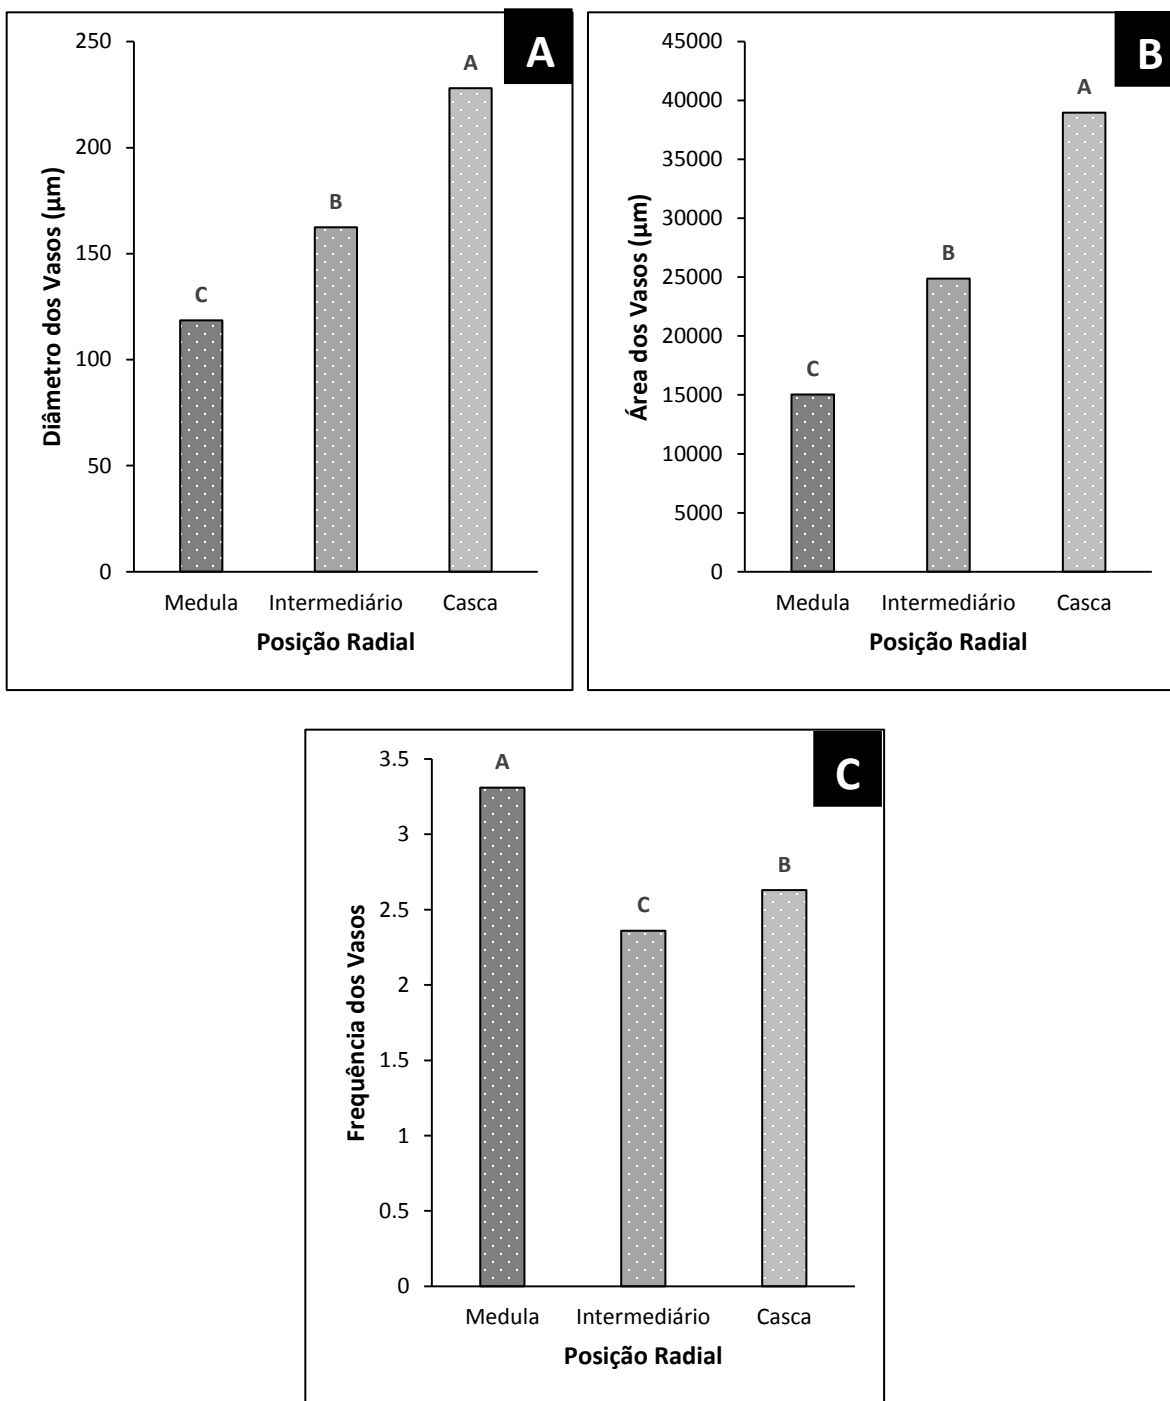 A
Diâmetro dos Vasos (µm)
250
200
150
100
50
0
C
B
A
Medula Intermediário Casca
Posição Radial
B
Área dos Vasos (µm)
45000
40000
35000
30000
25000
20000
15000
10000
5000
0
C
B
A
Medula Intermediário Casca
Posição Radial
C
Frequência dos Vasos
3.5
3
2.5
2
1.5
1
0.5
0
A
C
B
Medula Intermediário Casca
Posição Radial